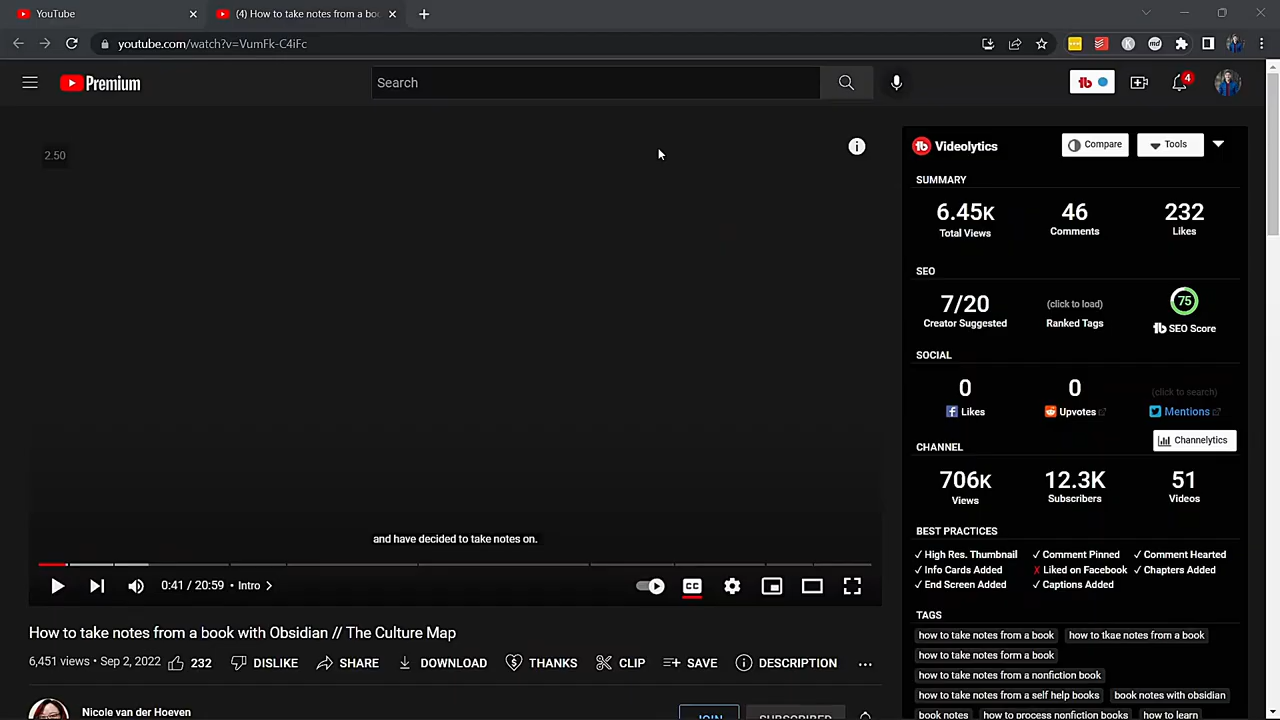 YouTube
(4) How to take notes from a boo
youtube.com/watch?v=VumFk-C4iFc
md
Premium
Search
tb
4
2.50
tb Videolytics
Compare
Tools
SUMMARY
6.45K
46
232
Total Views
Comments
Likes
SEO
7/20
(click to load)
75
Creator Suggested
Ranked Tags
tb SEO Score
SOCIAL
0
0
(click to search)
Likes
Upvotes
Mentions
Channelytics
CHANNEL
706K
12.3K
51
Views
Subscribers
Videos
BEST PRACTICES
✓ High Res. Thumbnail
✓ Comment Pinned
✓ Comment Hearted
✓ Info Cards Added
✗ Liked on Facebook
✓ Chapters Added
✓ End Screen Added
✓ Captions Added
TAGS
how to take notes from a book
how to tkae notes from a book
how to take notes form a book
how to take notes from a nonfiction book
how to take notes from a self help books
book notes with obsidian
book notes
how to process nonfiction books
how to learn
and have decided to take notes on.
0:41 / 20:59 • Intro >
CC
How to take notes from a book with Obsidian // The Culture Map
6,451 views • Sep 2, 2022
232
DISLIKE
SHARE
DOWNLOAD
THANKS
CLIP
SAVE
DESCRIPTION
...
Nicole van der Hoeven
JOIN
SUBSCRIBED